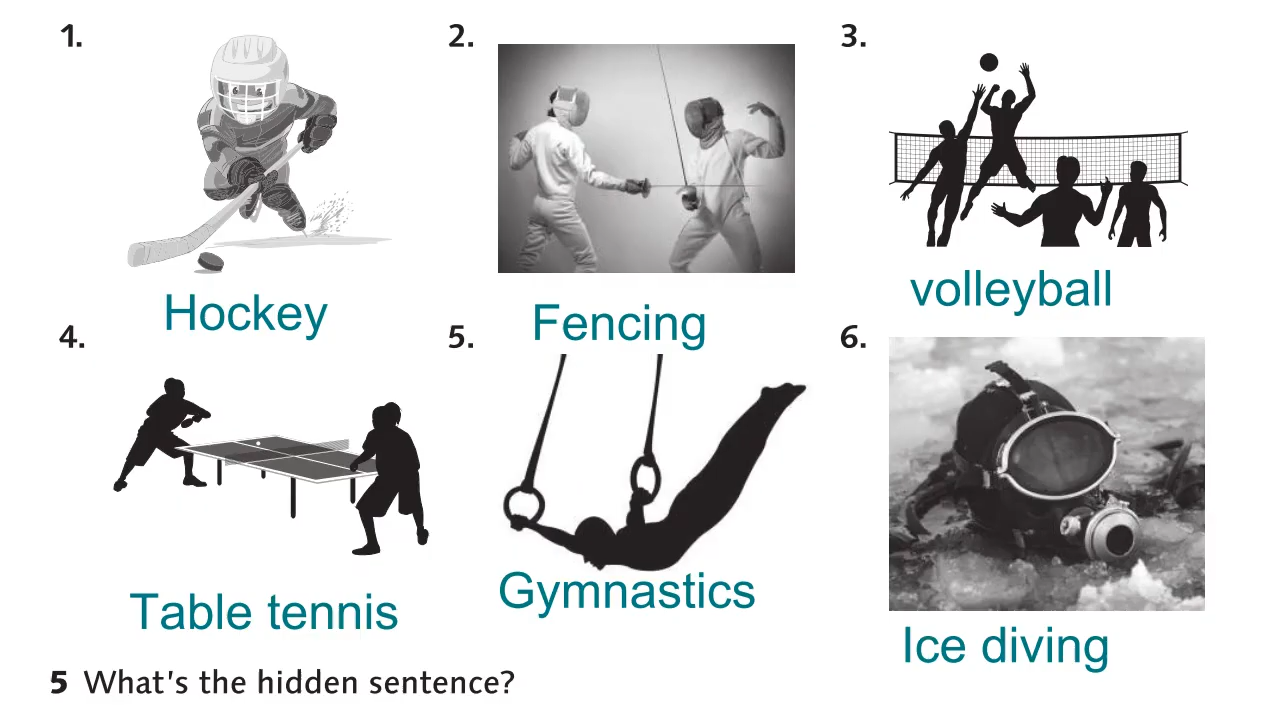 1.
2.
3.
Hockey
Fencing
volleyball
4.
5.
6.
Table tennis
Gymnastics
Ice diving
5 What's the hidden sentence?